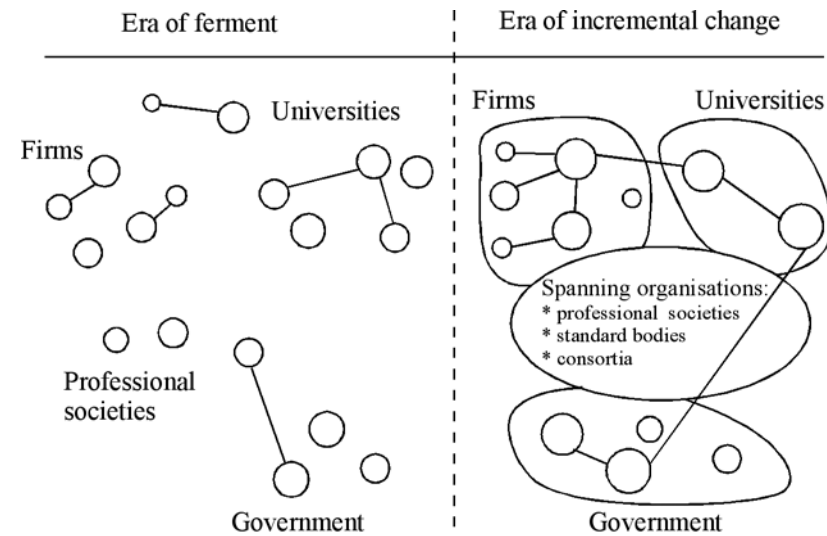 Era of ferment
Universities
Firms
Professional
societies
Government
Era of incremental change
Firms
Universities
Spanning organisations:
* professional societies
* standard bodies
* consortia
Government